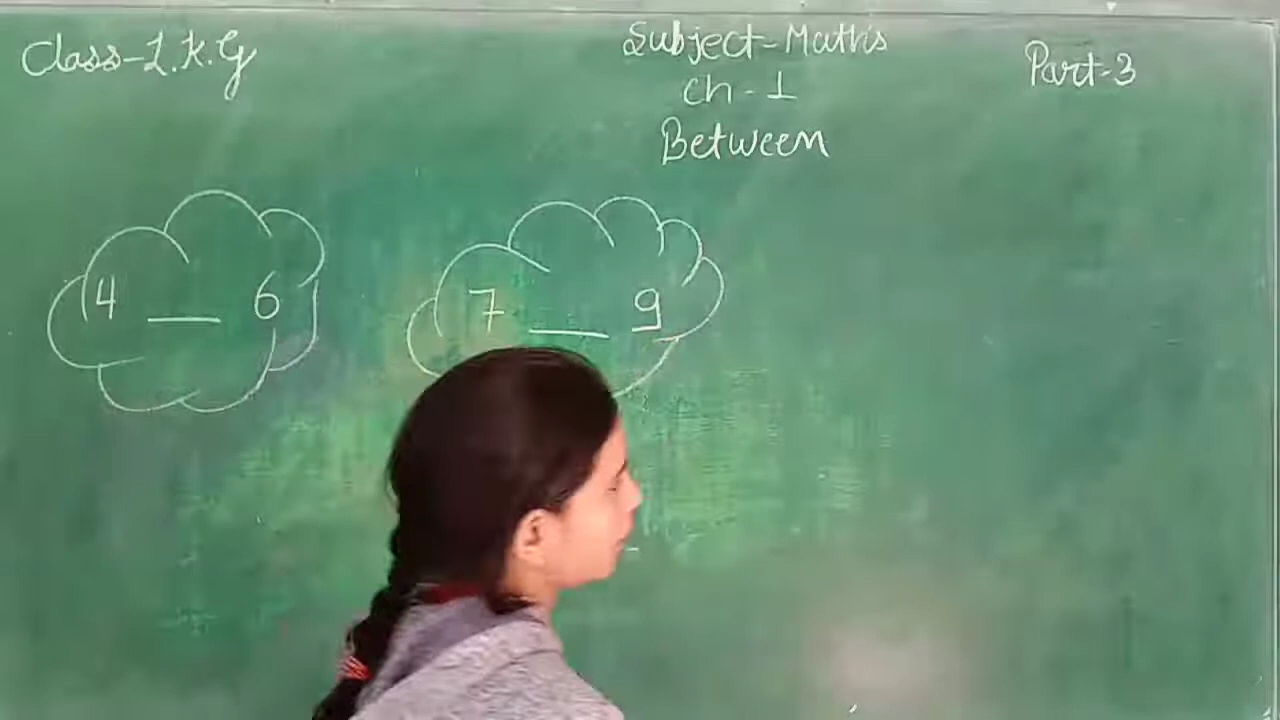 Class-L.K.G
Subject-Maths
Part-3
Ch-1
Between
4 __ 6
7 __ 9